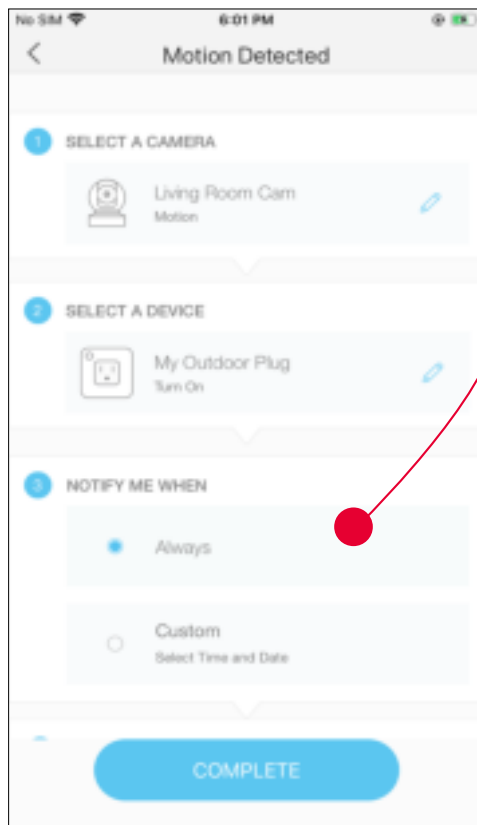 No SIM 6:01 PM
Motion Detected
1 SELECT A CAMERA
Living Room Cam
Motion
2 SELECT A DEVICE
My Outdoor Plug
Turn On
3 NOTIFY ME WHEN
Always
Custom
Select Time and Date
COMPLETE